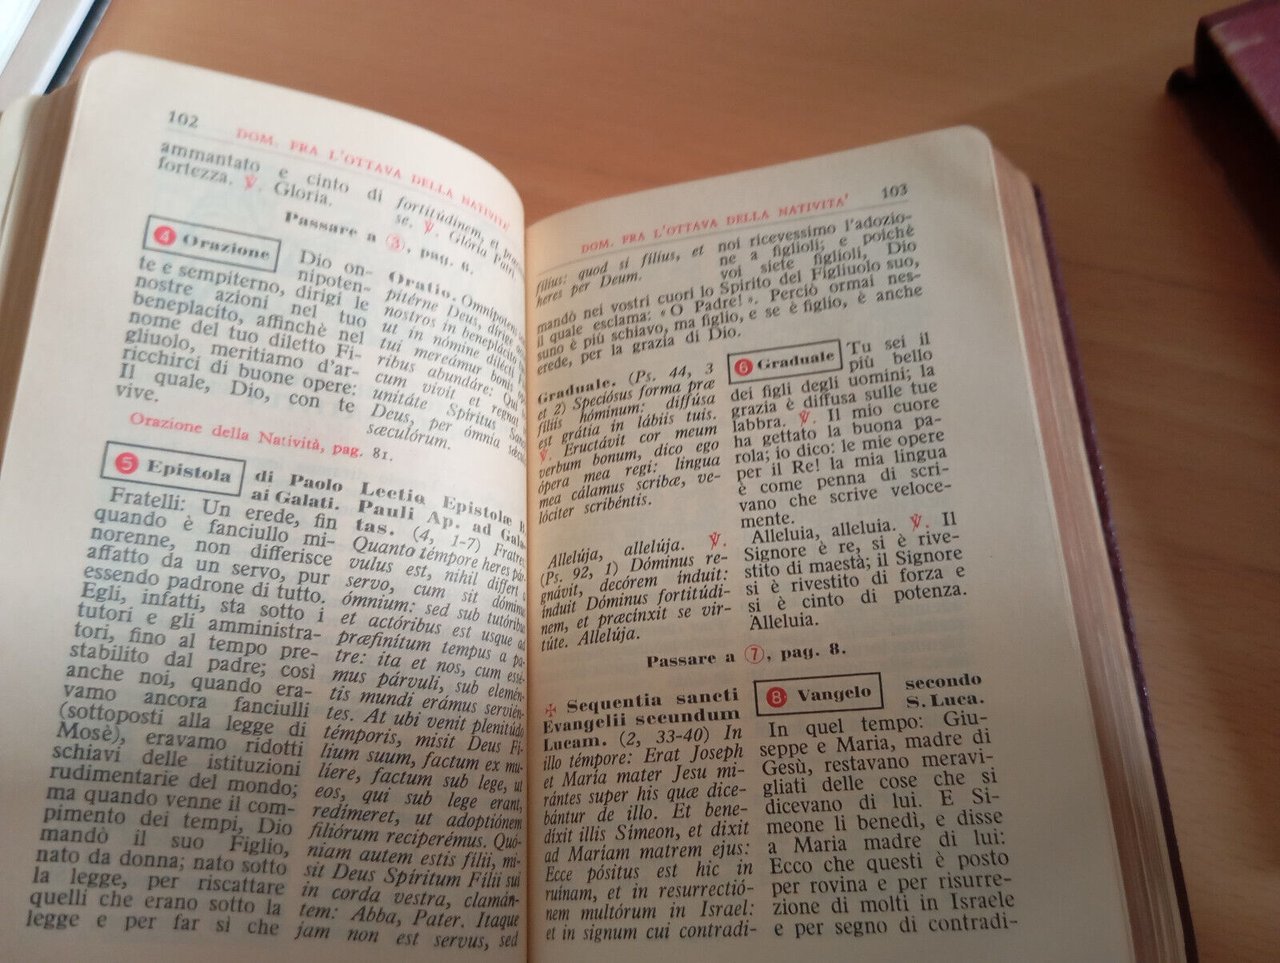 102
DOM. FRA L'OTTAVA DELLA NATIVITÀ
ammantato e cinto di
fortezza. ℣. Gloria.
fortitúdinem, et præcin-
se. ℣. Glória Patri.
Passare a 3, pag. 6.
4 Orazione
Dio on-
nipoten-
te e sempiterno, dirigi le
nostre azioni nel tuo
beneplacito, affinchè nel
nome del tuo diletto Fi-
gliuolo, meritiamo d'ar-
ricchirci di buone opere:
Il quale, Dio, con te
vive.
Oratio. Omnípotens
pitérne Deus, dirige
nostros in beneplácito
ut in nómine dilécti
tui mereámur bonis
ribus abundáre: Qui
cum vivit et regnat
unitáte Spíritus Sancti
Deus, per ómnia sæcula
sæculórum.
Orazione della Natività, pag. 81.
5 Epistola
di Paolo
ai Galati.
Fratelli: Un erede, fin
quando è fanciullo mi-
norenne, non differisce
affatto da un servo, pur
essendo padrone di tutto.
Egli, infatti, sta sotto i
tutori e gli amministra-
tori, fino al tempo pre-
stabilito dal padre; così
anche noi, quando era-
vamo ancora fanciulli
(sottoposti alla legge di
Mosè), eravamo ridotti
schiavi delle istituzioni
rudimentarie del mondo;
ma quando venne il com-
pimento dei tempi, Dio
mandò il suo Figlio,
nato da donna; nato sotto
la legge, per riscattare
quelli che erano sotto la
legge e per far sì che
Lectia Epistolæ B.
Pauli Ap. ad Gala-
tas. (4, 1-7) Fratres:
Quanto témpore heres pár-
vulus est, nihil differt a
servo, cum sit dóminus
ómnium: sed sub tutóribus
et actóribus est usque ad
præfinítum tempus a pa-
tre: ita et nos, cum essé-
mus párvuli, sub elemén-
tis mundi erámus servién-
tes. At ubi venit plenitúdo
témporis, misit Deus Fí-
lium suum, factum ex mu-
líere, factum sub lege, ut
eos, qui sub lege erant,
redímeret, ut adoptiónem
filiórum reciperémus. Quó-
niam autem estis fílii, mi-
sit Deus Spíritum Fílii sui
in corda vestra, clamán-
tem: Abba, Pater. Itaque
jam non est servus, sed
DOM. FRA L'OTTAVA DELLA NATIVITA'
103
fílius: quod si fílius, et
heres per Deum.
noi ricevessimo l'adozio-
ne a figlioli; e poichè
voi siete figlioli, Dio
mandò nei vostri cuori lo Spirito del Figliuolo suo,
il quale esclama: «O Padre!». Perciò ormai nes-
suno è più schiavo, ma figlio, e se è figlio, è anche
erede, per la grazia di Dio.
Graduale. (Ps. 44, 3
et 2) Speciósus forma præ
fíliis hóminum: diffúsa
est grátia in lábiis tuis.
℣. Eructávit cor meum
verbum bonum, dico ego
ópera mea regi: lingua
mea cálamus scribæ, ve-
lóciter scribéntis.
Allelúja, allelúja. ℣.
(Ps. 92, 1) Dóminus re-
gnávit, decórem índuit:
índuit Dóminus fortitúdi-
nem, et præcínxit se vir-
túte. Allelúja.
6 Graduale
Tu sei il
più bello
dei figli degli uomini; la
grazia è diffusa sulle tue
labbra. ℣. Il mio cuore
ha gettato la buona pa-
rola; io dico: le mie opere
per il Re! la mia lingua
è come penna di scri-
vano che scrive veloce-
mente.
Alleluia, alleluia. ℣. Il
Signore è re, si è rive-
stito di maestà; il Signore
si è rivestito di forza e
si è cinto di potenza.
Alleluia.
Passare a 7, pag. 8.
✠ Sequentia sancti
Evangelii secundum
Lucam. (2, 33-40) In
illo témpore: Erat Joseph
et María mater Jesu mi-
rántes super his quæ dice-
bántur de illo. Et bene-
díxit illis Símeon, et dixit
ad Maríam matrem ejus:
Ecce pósitus est hic in
ruínam, et in resurrectió-
nem multórum in Israel:
et in signum cui contradi-
8 Vangelo
secondo
S. Luca.
In quel tempo: Giu-
seppe e Maria, madre di
Gesù, restavano meravi-
gliati delle cose che si
dicevano di lui. E Si-
meone li benedì, e disse
a Maria madre di lui:
Ecco che questi è posto
per rovina e per risurre-
zione di molti in Israele
e per segno di contradi-